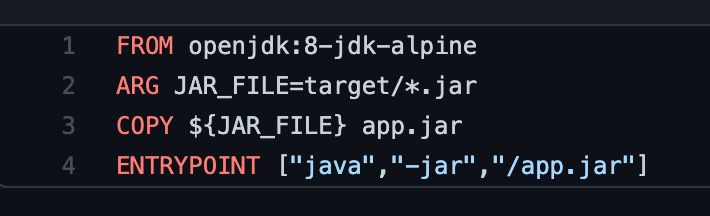 1 FROM openjdk:8-jdk-alpine
2 ARG JAR_FILE=target/*.jar
3 COPY ${JAR_FILE} app.jar
4 ENTRYPOINT ["java","-jar","/app.jar"]